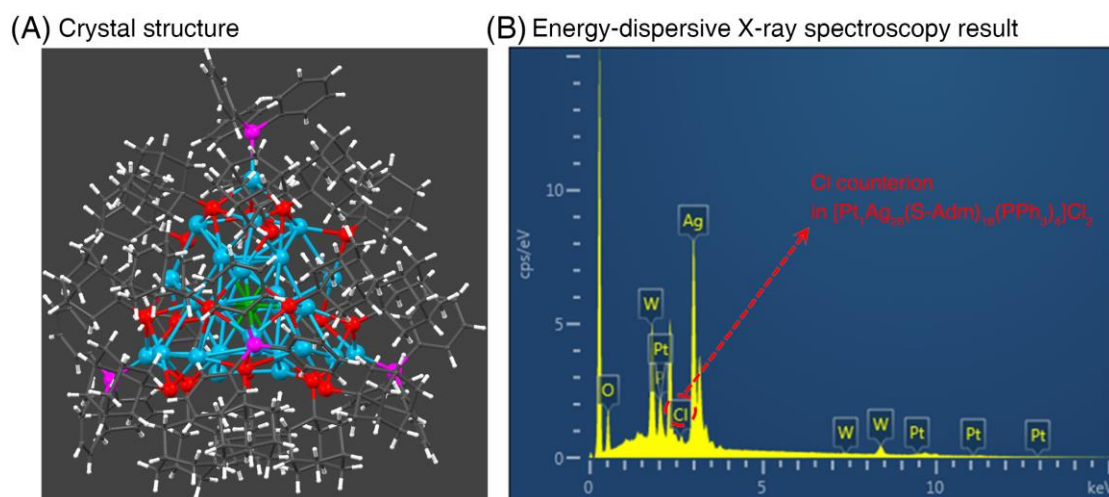 (A) Crystal structure
(B) Energy-dispersive X-ray spectroscopy result
Cl counterion
in [Pt₁Ag₂₈(S-Adm)₁₈(PPh₃)₄]Cl₂
cps/eV
10
5
0
O
W
Pt
P
Cl
Ag
W
W
Pt
Pt
Pt
0
5
10
keV